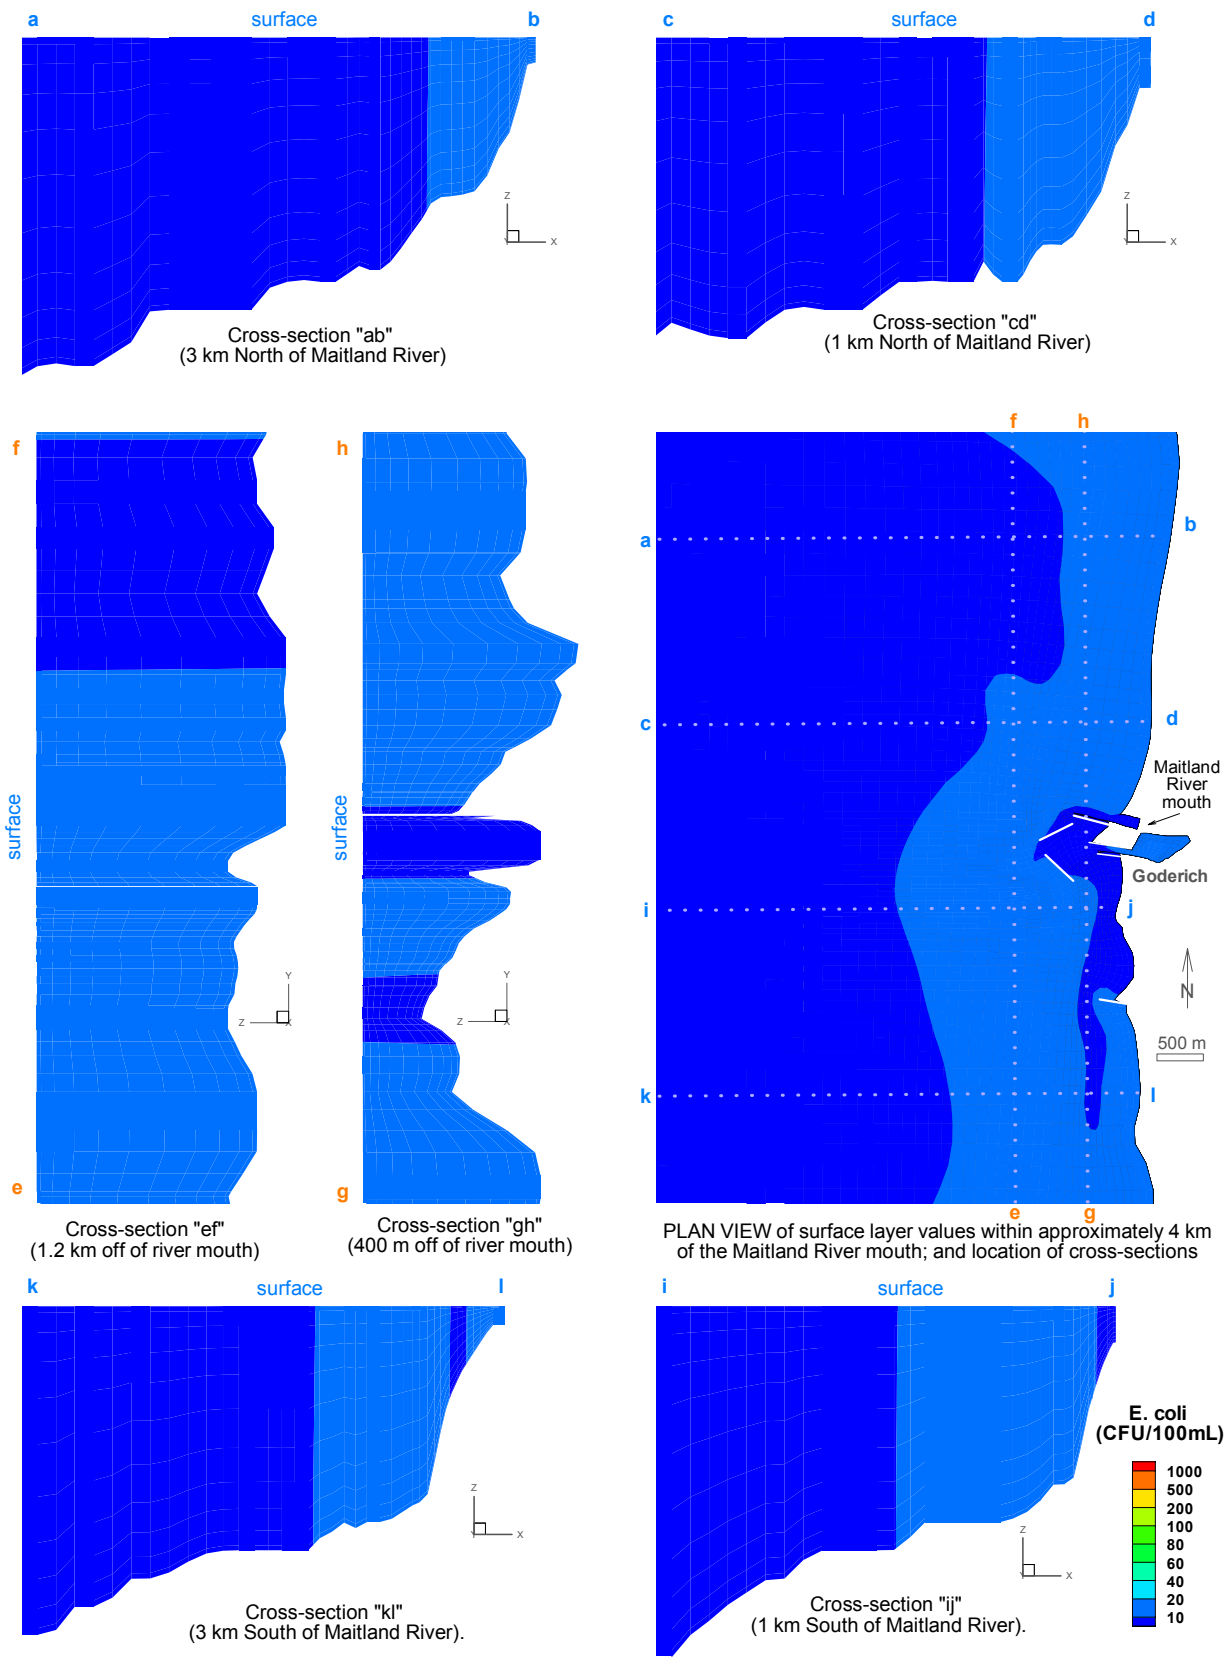 a surface b
c d
Z
X
Y
Z
X
Y
Cross-section "ab"
(3 km North of Maitland River)
Cross-section "cd"
(1 km North of Maitland River)
f
surface
e
Y
Z
X
Cross-section "ef"
(1.2 km off of river mouth)
h
surface
g
Y
Z
X
Cross-section "gh"
(400 m off of river mouth)
f h
a b
c d
Maitland
River
mouth
Goderich
i j
N
500 m
k l
e g
PLAN VIEW of surface layer values within approximately 4 km
of the Maitland River mouth; and location of cross-sections
k surface l
Z
Y
X
Cross-section "kl"
(3 km South of Maitland River).
i surface j
Z
Y
X
Cross-section "ij"
(1 km South of Maitland River).
E. coli
(CFU/100mL)
1000
500
200
100
80
60
40
20
10